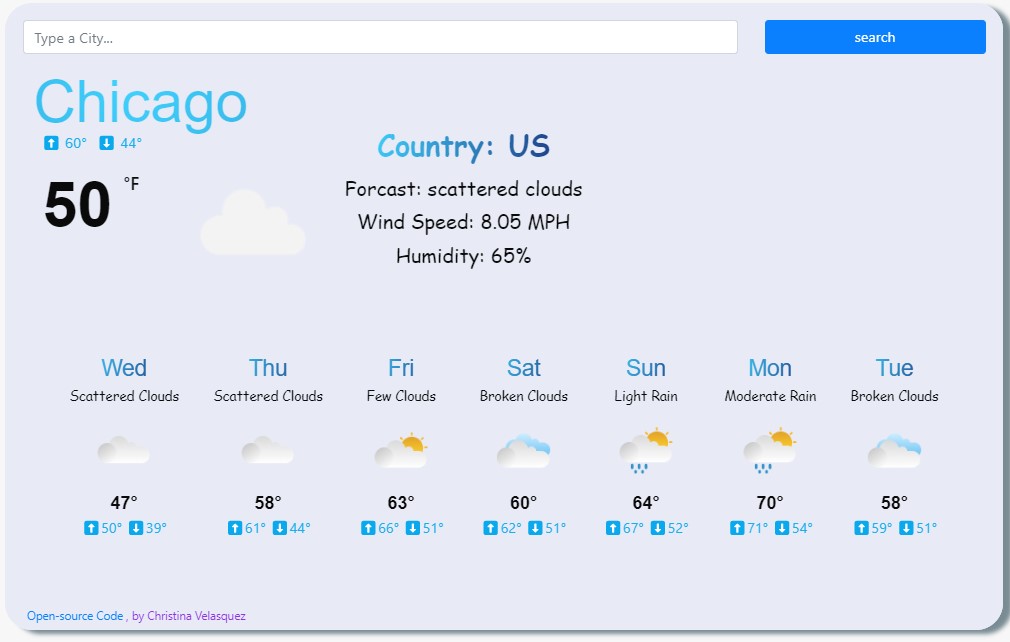 Type a City...
search
Chicago
60° 44°
50 °F
Country: US
Forcast: scattered clouds
Wind Speed: 8.05 MPH
Humidity: 65%
Wed Thu Fri Sat Sun Mon Tue
Scattered Clouds Scattered Clouds Few Clouds Broken Clouds Light Rain Moderate Rain Broken Clouds
47° 58° 63° 60° 64° 70° 58°
50° 39° 61° 44° 66° 51° 62° 51° 67° 52° 71° 54° 59° 51°
Open-source Code , by Christina Velasquez